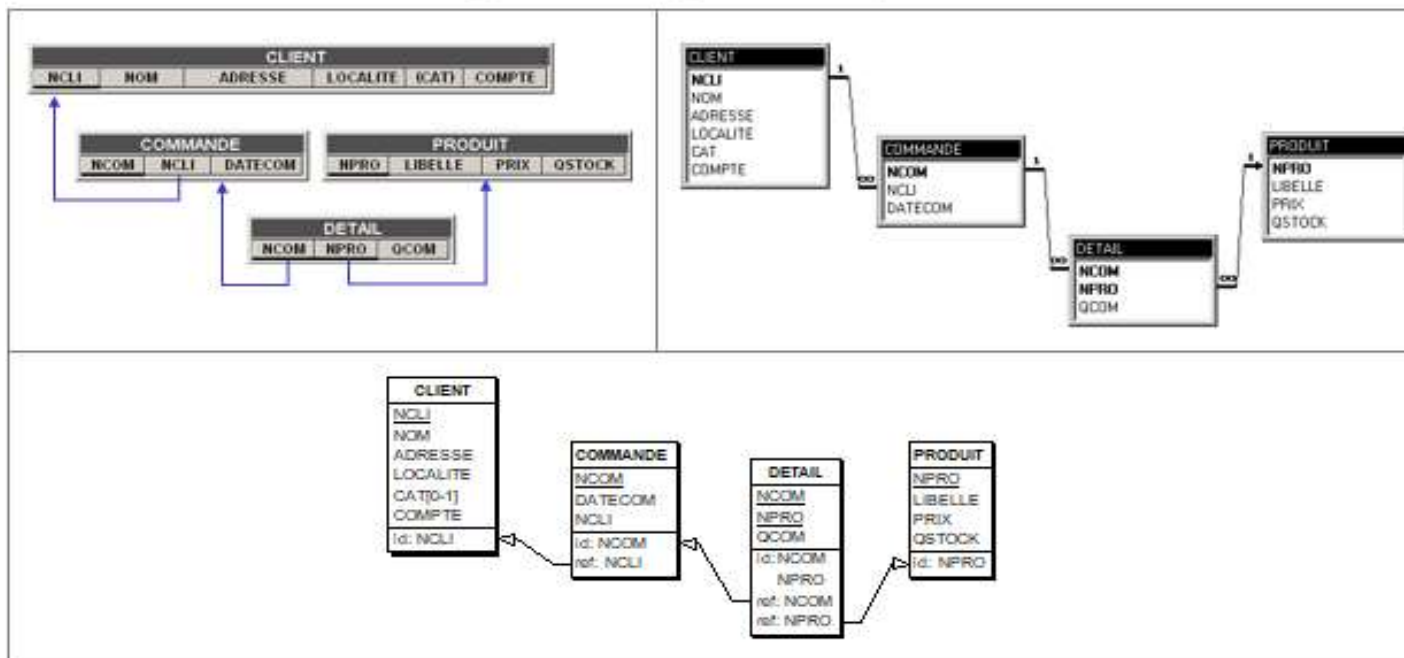 CLIENT
NCLI NOM ADRESSE LOCALITE (CAT) COMPTE
COMMANDE
NCOM NCLI DATECOM
PRODUIT
NPRO LIBELLE PRIX QSTOCK
DETAIL
NCOM NPRO QCOM
CLIENT
NCLI
NOM
ADRESSE
LOCALITE
CAT
COMPTE
1
∞
COMMANDE
NCOM
NCLI
DATECOM
1
∞
DETAIL
NCOM
NPRO
QCOM
∞
1
PRODUIT
NPRO
LIBELLE
PRIX
QSTOCK
CLIENT
NCLI
NOM
ADRESSE
LOCALITE
CAT[0-1]
COMPTE
id: NCLI
COMMANDE
NCOM
DATECOM
NCLI
id: NCOM
ref: NCLI
DETAIL
NCOM
NPRO
QCOM
id:NCOM
NPRO
ref: NCOM
ref: NPRO
PRODUIT
NPRO
LIBELLE
PRIX
QSTOCK
id: NPRO